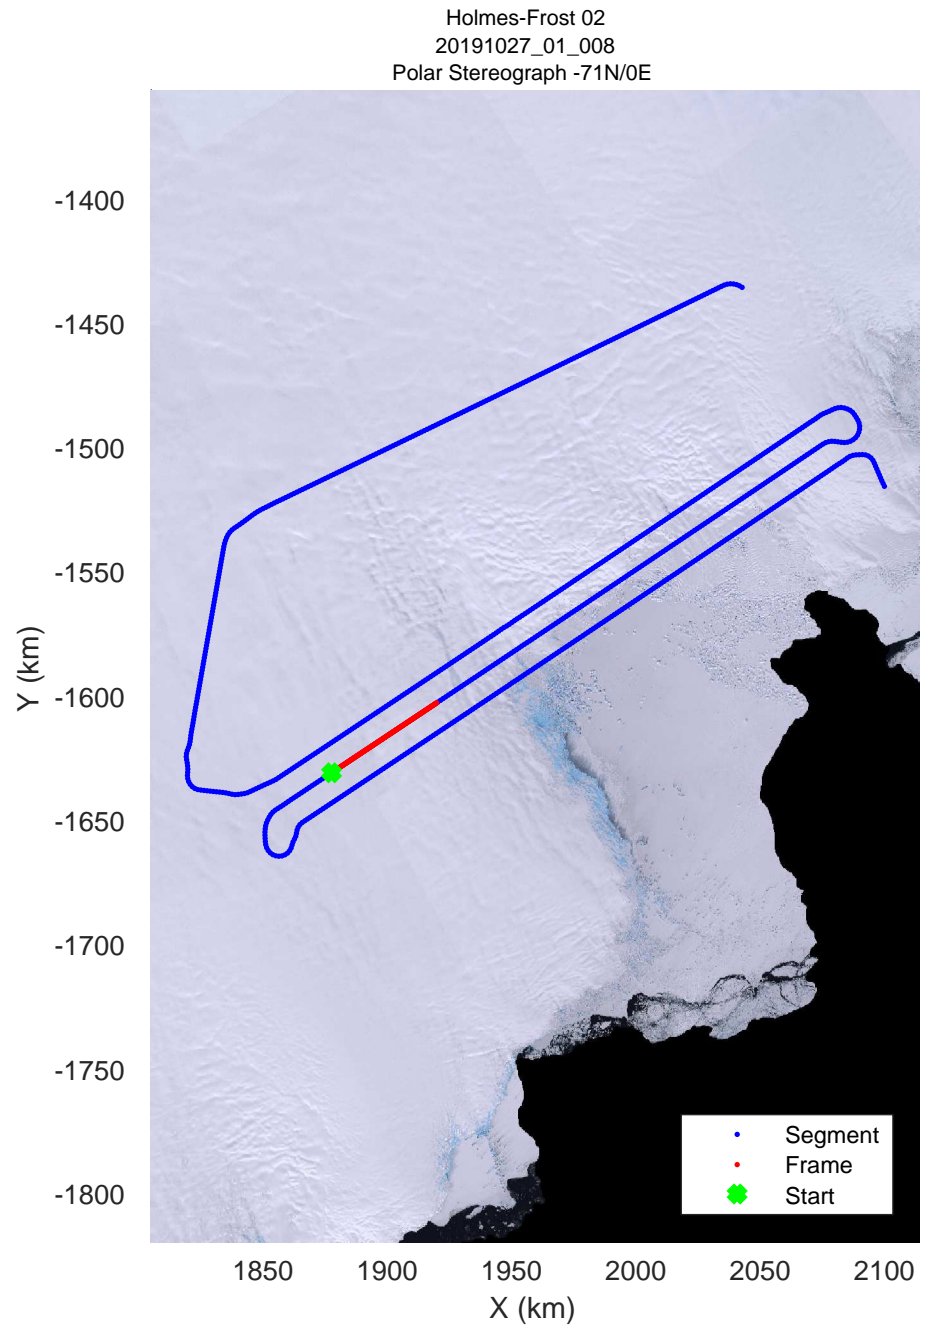 Holmes-Frost 02
20191027_01_008
Polar Stereograph -71N/0E
-1400
-1450
-1500
-1550
-1600
-1650
-1700
-1750
-1800
Y (km)
1850 1900 1950 2000 2050 2100
X (km)
Segment
Frame
Start